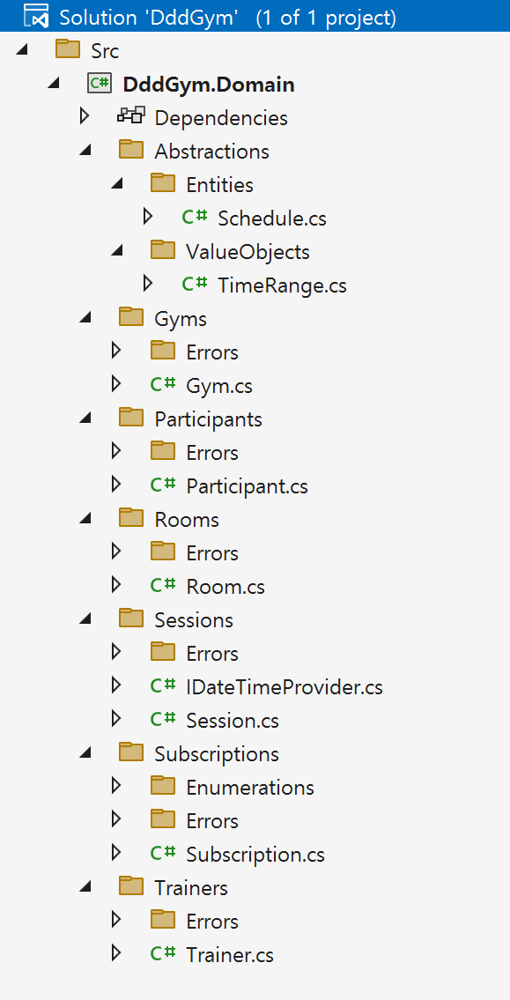 Solution 'DddGym' (1 of 1 project)
Src
C# DddGym.Domain
Dependencies
Abstractions
Entities
C# Schedule.cs
ValueObjects
C# TimeRange.cs
Gyms
Errors
C# Gym.cs
Participants
Errors
C# Participant.cs
Rooms
Errors
C# Room.cs
Sessions
Errors
C# IDateTimeProvider.cs
C# Session.cs
Subscriptions
Enumerations
Errors
C# Subscription.cs
Trainers
Errors
C# Trainer.cs